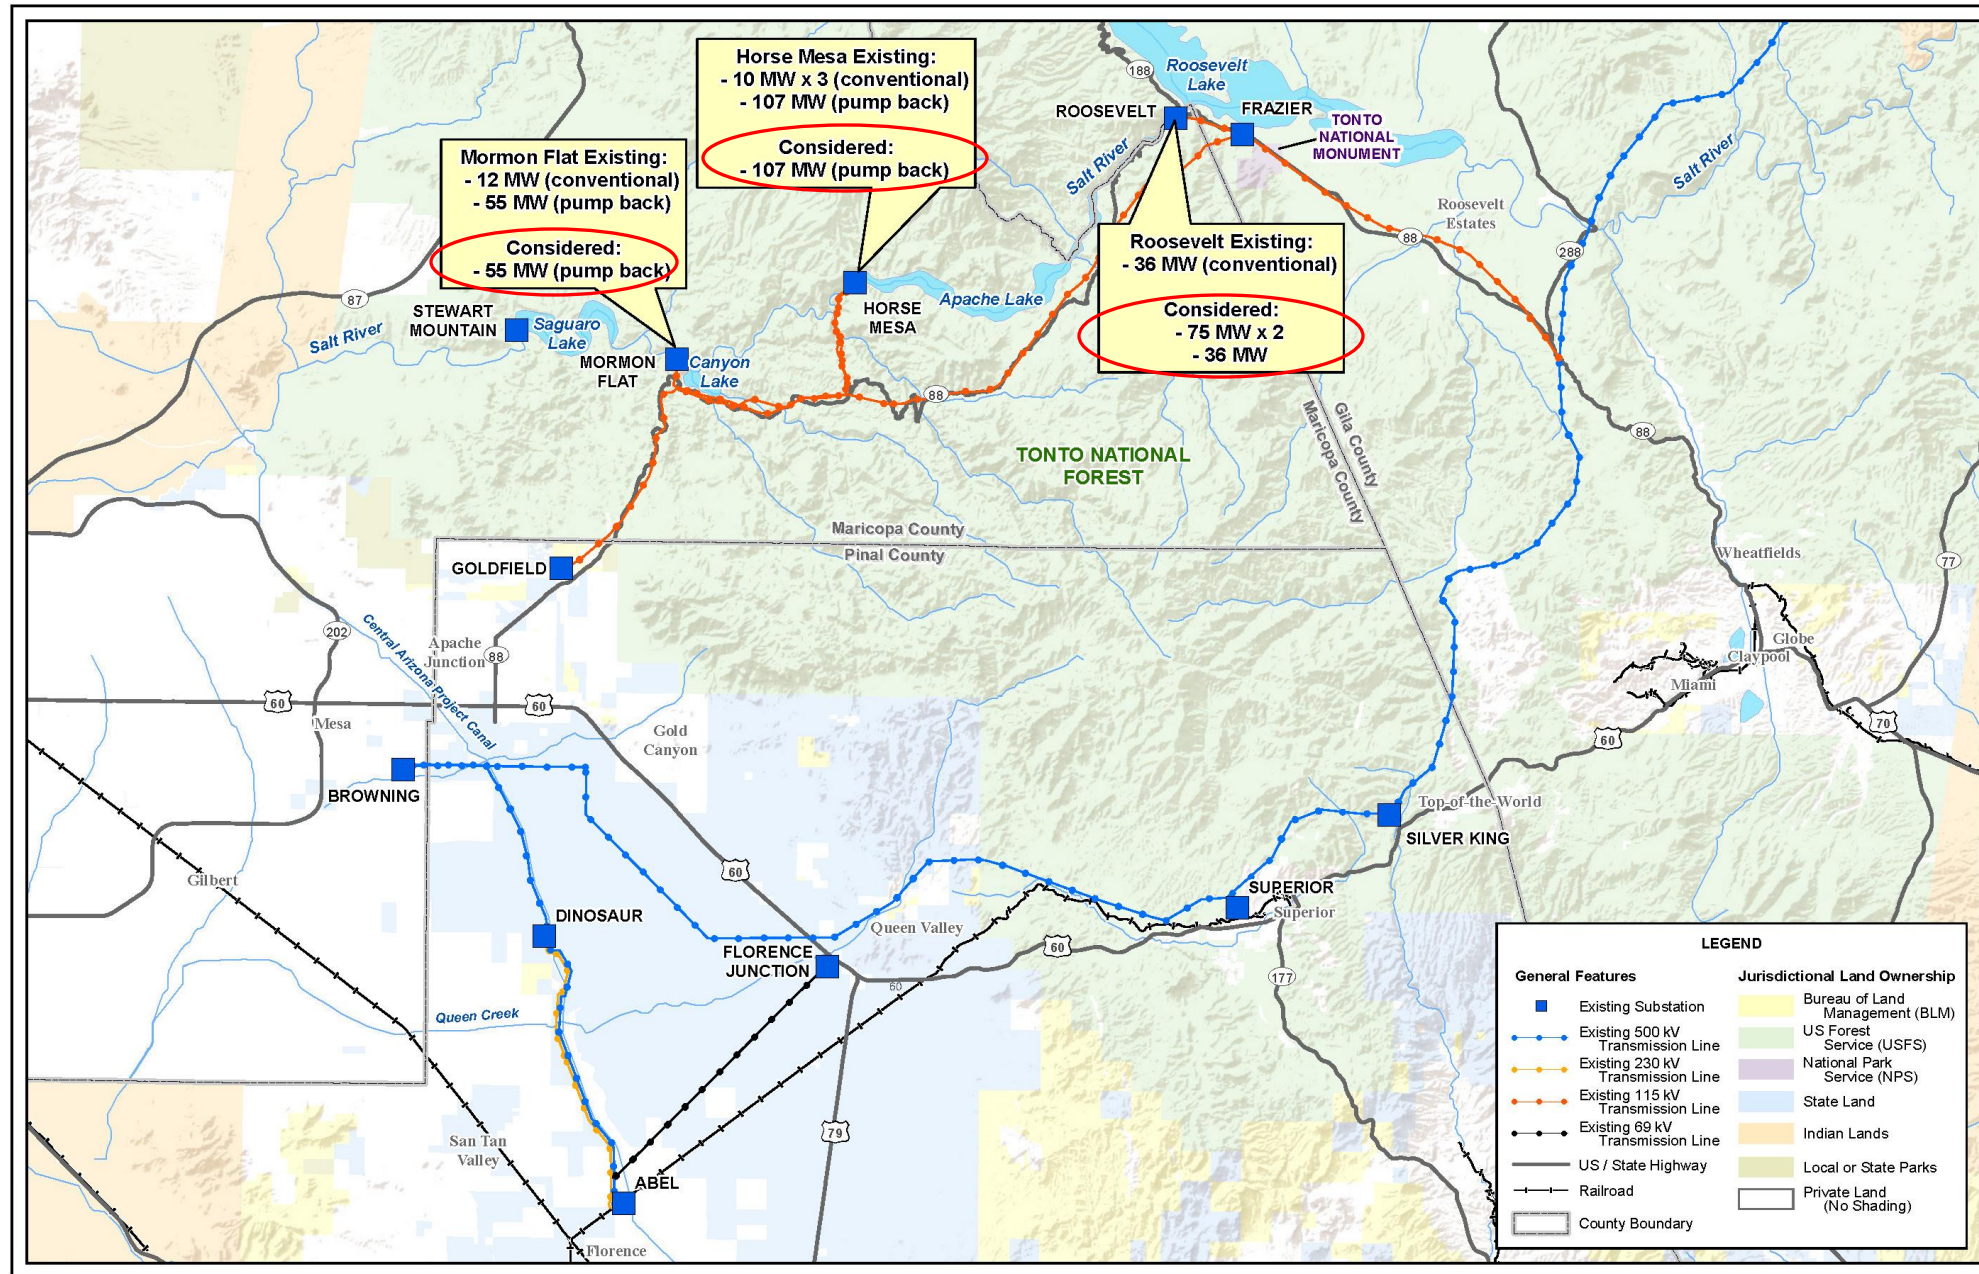 Horse Mesa Existing:
- 10 MW x 3 (conventional)
- 107 MW (pump back)
Considered:
- 107 MW (pump back)
Mormon Flat Existing:
- 12 MW (conventional)
- 55 MW (pump back)
Considered:
- 55 MW (pump back)
Roosevelt Existing:
- 36 MW (conventional)
Considered:
- 75 MW x 2
- 36 MW
188
Roosevelt
Lake
ROOSEVELT
FRAZIER
TONTO
NATIONAL
MONUMENT
Salt River
Salt River
Roosevelt
Estates
88
288
87
Salt River
STEWART
MOUNTAIN
Saguaro
Lake
MORMON
FLAT
Canyon
Lake
HORSE
MESA
Apache Lake
88
TONTO NATIONAL
FOREST
Gila County
Maricopa County
88
Maricopa County
Pinal County
GOLDFIELD
Wheatfields
77
202
Central Arizona Project Canal
Apache
Junction
88
Globe
Claypool
Miami
60
Mesa
60
Gold
Canyon
60
70
BROWNING
Top-of-the-World
SILVER KING
Gilbert
60
SUPERIOR
Superior
DINOSAUR
Queen Valley
FLORENCE
JUNCTION
60
60
177
Queen Creek
79
San Tan
Valley
ABEL
Florence
LEGEND
General Features
Existing Substation
Existing 500 kV
Transmission Line
Existing 230 kV
Transmission Line
Existing 115 kV
Transmission Line
Existing 69 kV
Transmission Line
US / State Highway
Railroad
County Boundary
Jurisdictional Land Ownership
Bureau of Land
Management (BLM)
US Forest
Service (USFS)
National Park
Service (NPS)
State Land
Indian Lands
Local or State Parks
Private Land
(No Shading)